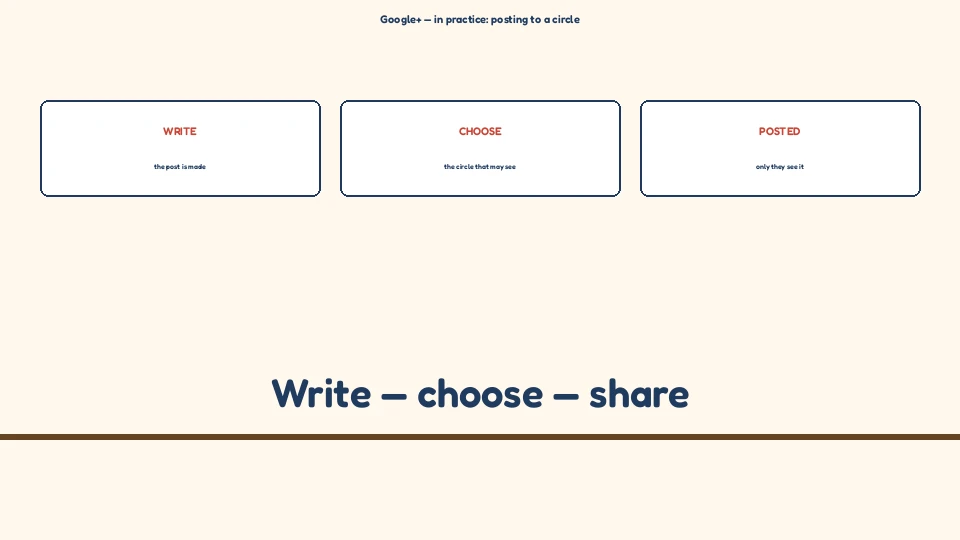 Google+ — in practice: posting to a circle
WRITE
the post is made
CHOOSE
the circle that may see
POSTED
only they see it
Write — choose — share